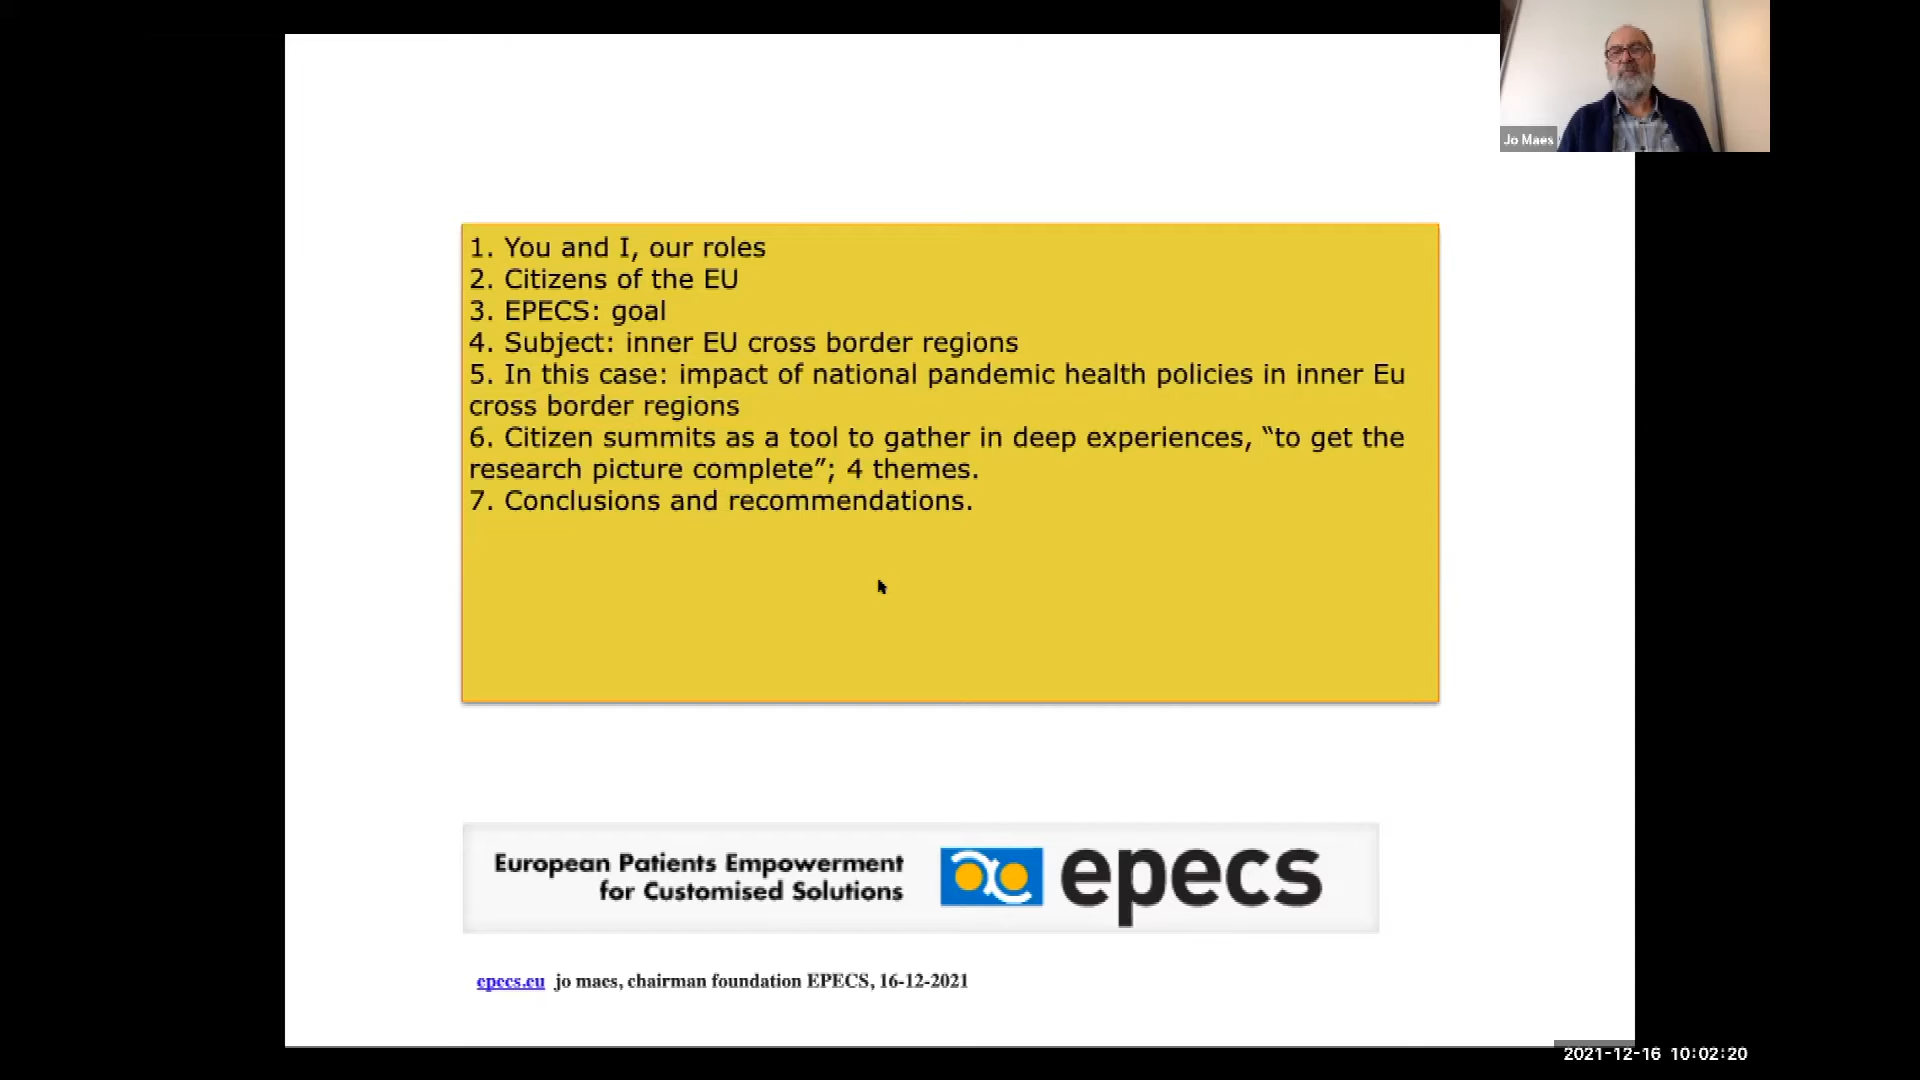 Jo Maes
1. You and I, our roles
2. Citizens of the EU
3. EPECS: goal
4. Subject: inner EU cross border regions
5. In this case: impact of national pandemic health policies in inner Eu
cross border regions
6. Citizen summits as a tool to gather in deep experiences, “to get the
research picture complete”; 4 themes.
7. Conclusions and recommendations.
European Patients Empowerment
for Customised Solutions
epecs
epecs.eu jo maes, chairman foundation EPECS, 16-12-2021
2021-12-16 10:02:20